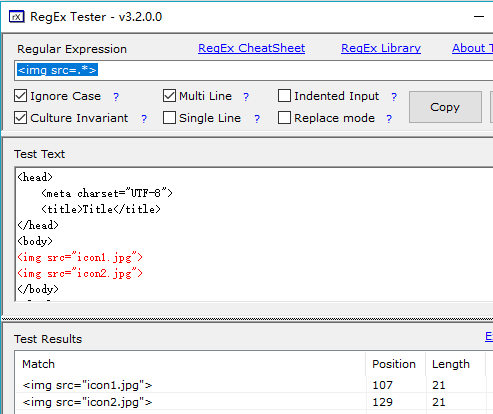 RegEx Tester - v3.2.0.0
Regular Expression RegEx CheatSheet RegEx Library About
<img src=.*>
Ignore Case ? Multi Line ? Indented Input ? Copy
Culture Invariant ? Single Line ? Replace mode ?
Test Text
<head>
    <meta charset="UTF-8">
    <title>Title</title>
</head>
<body>
<img src="icon1.jpg">
<img src="icon2.jpg">
</body>
Test Results
Match Position Length
<img src="icon1.jpg"> 107 21
<img src="icon2.jpg"> 129 21